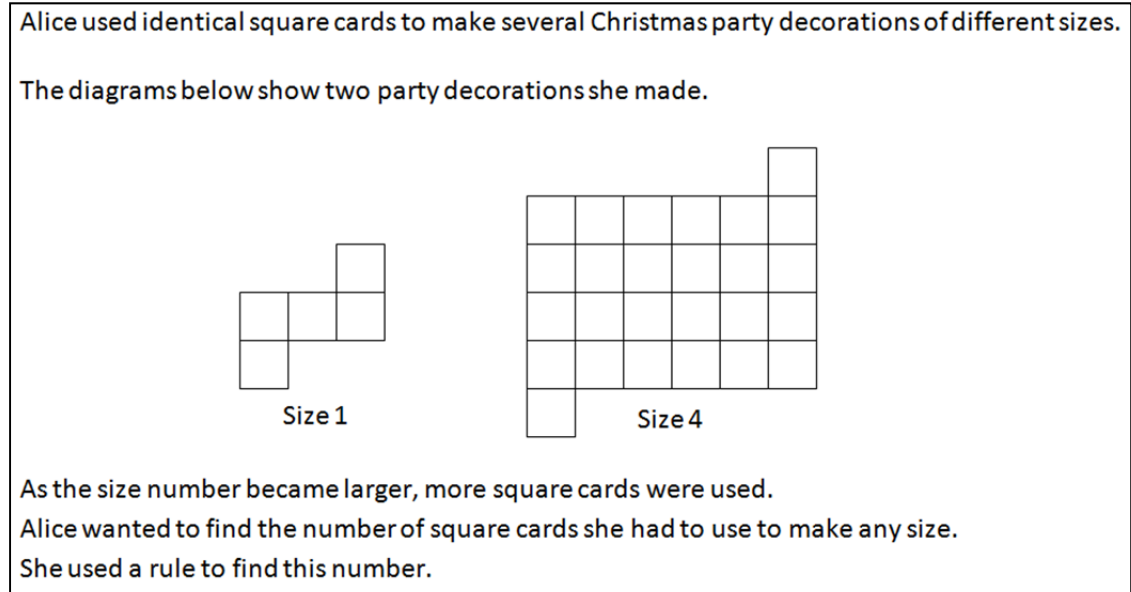 Alice used identical square cards to make several Christmas party decorations of different sizes.
The diagrams below show two party decorations she made.
Size 1
Size 4
As the size number became larger, more square cards were used.
Alice wanted to find the number of square cards she had to use to make any size.
She used a rule to find this number.